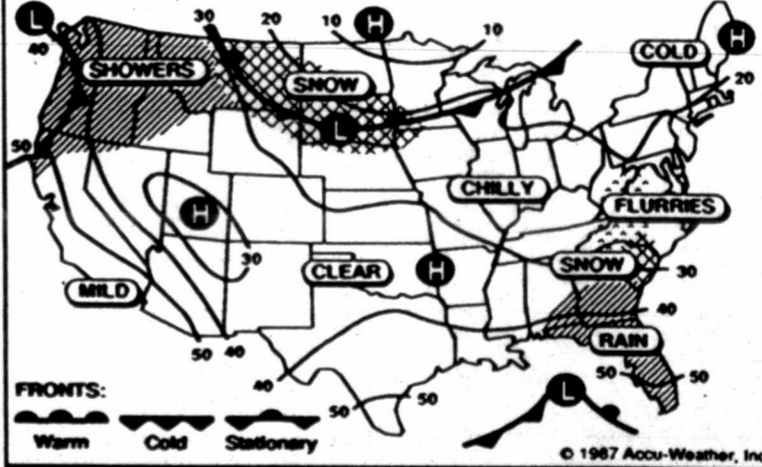 L
30
20
10
H
10
COLD
H
40
SHOWERS
SNOW
20
L
50
CHILLY
H
FLURRIES
30
CLEAR
H
SNOW
30
MILD
40
RAIN
50
40
40
50
50
50
50
L
FRONTS:
Warm
Cold
Stationary
© 1987 Accu-Weather, Inc